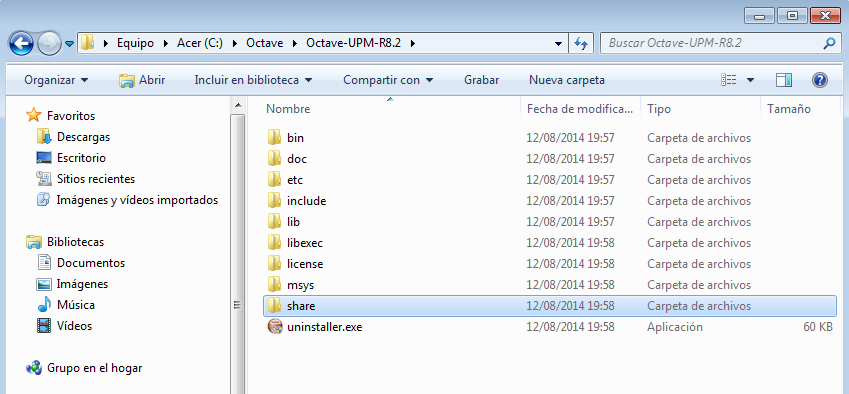 Equipo Acer (C:) Octave Octave-UPM-R8.2 Buscar Octave-UPM-R8.2
Organizar Abrir Incluir en biblioteca Compartir con Grabar Nueva carpeta
Favoritos
Descargas
Escritorio
Sitios recientes
Imágenes y vídeos importados
Bibliotecas
Documentos
Imágenes
Música
Vídeos
Grupo en el hogar
Nombre Fecha de modifica... Tipo Tamaño
bin 12/08/2014 19:57 Carpeta de archivos
doc 12/08/2014 19:57 Carpeta de archivos
etc 12/08/2014 19:57 Carpeta de archivos
include 12/08/2014 19:57 Carpeta de archivos
lib 12/08/2014 19:57 Carpeta de archivos
libexec 12/08/2014 19:58 Carpeta de archivos
license 12/08/2014 19:58 Carpeta de archivos
msys 12/08/2014 19:58 Carpeta de archivos
share 12/08/2014 19:58 Carpeta de archivos
uninstaller.exe 12/08/2014 19:58 Aplicación 60 KB